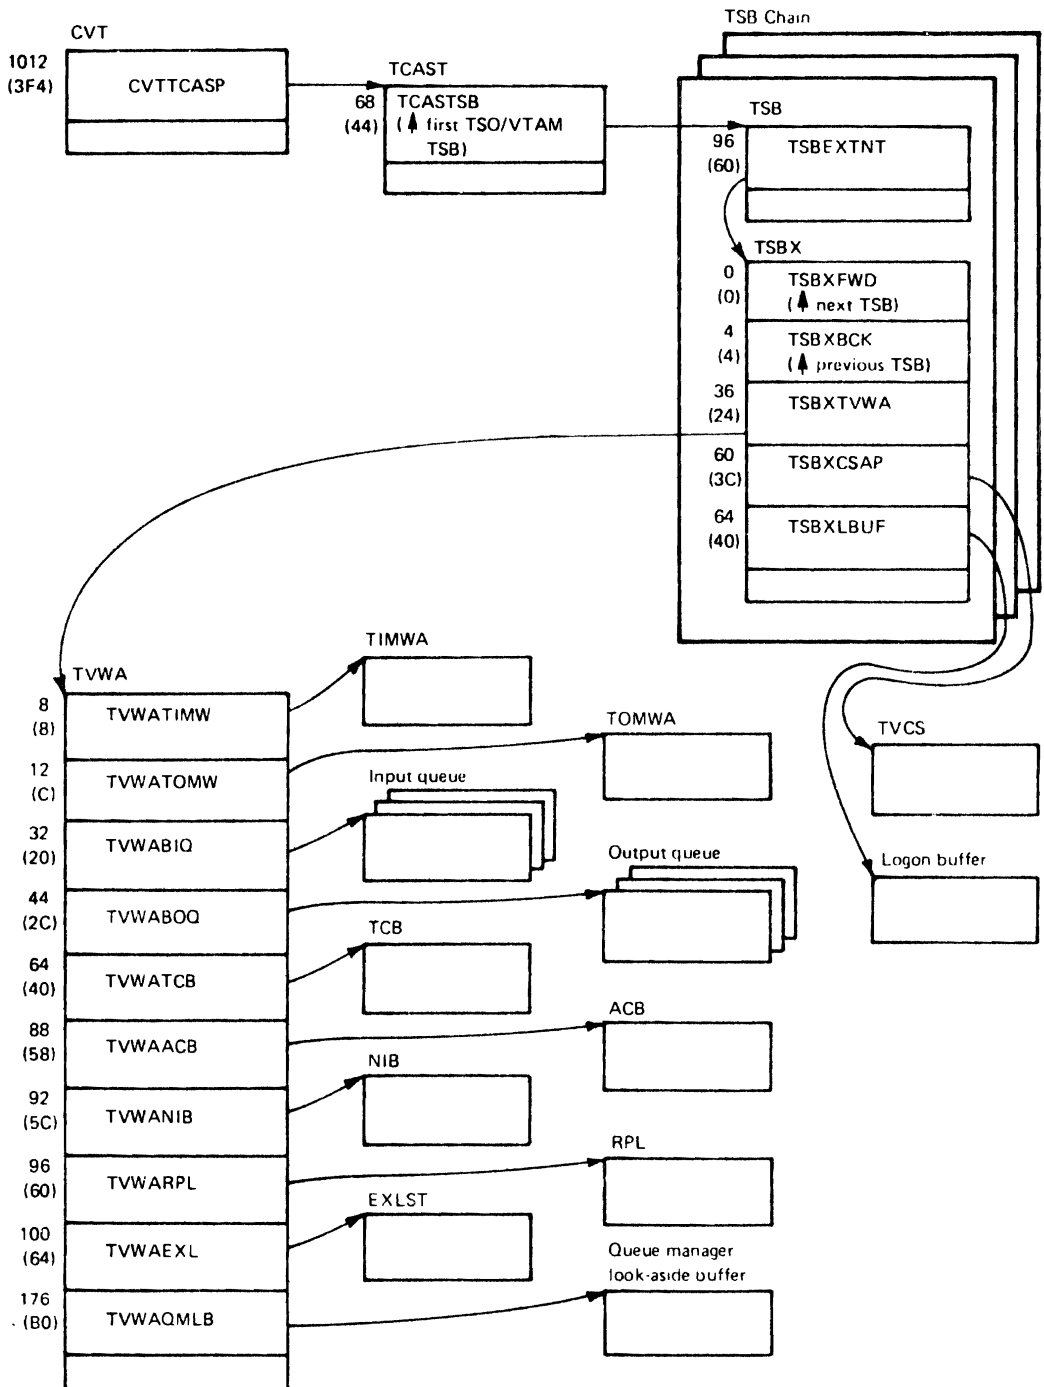 CVT
1012
(3F4)
CVTTCASP
TCAST
68
(44)
TCASTSB
( first TSO/VTAM
TSB)
TSB Chain
TSB
96
(60)
TSBEXTNT
TSBX
0
(0)
TSBXFWD
( next TSB)
4
(4)
TSBXBCK
( previous TSB)
36
(24)
TSBXTVWA
60
(3C)
TSBXCSAP
64
(40)
TSBXLBUF
TVWA
8
(8)
TVWATIMW
TIMWA
12
(C)
TVWATOMW
TOMWA
32
(20)
TVWABIQ
Input queue
44
(2C)
TVWABOQ
Output queue
64
(40)
TVWATCB
TCB
88
(58)
TVWAACB
ACB
92
(5C)
TVWANIB
NIB
96
(60)
TVWARPL
RPL
100
(64)
TVWAEXL
EXLST
176
(B0)
TVWAQMLB
Queue manager
look-aside buffer
TVCS
Logon buffer